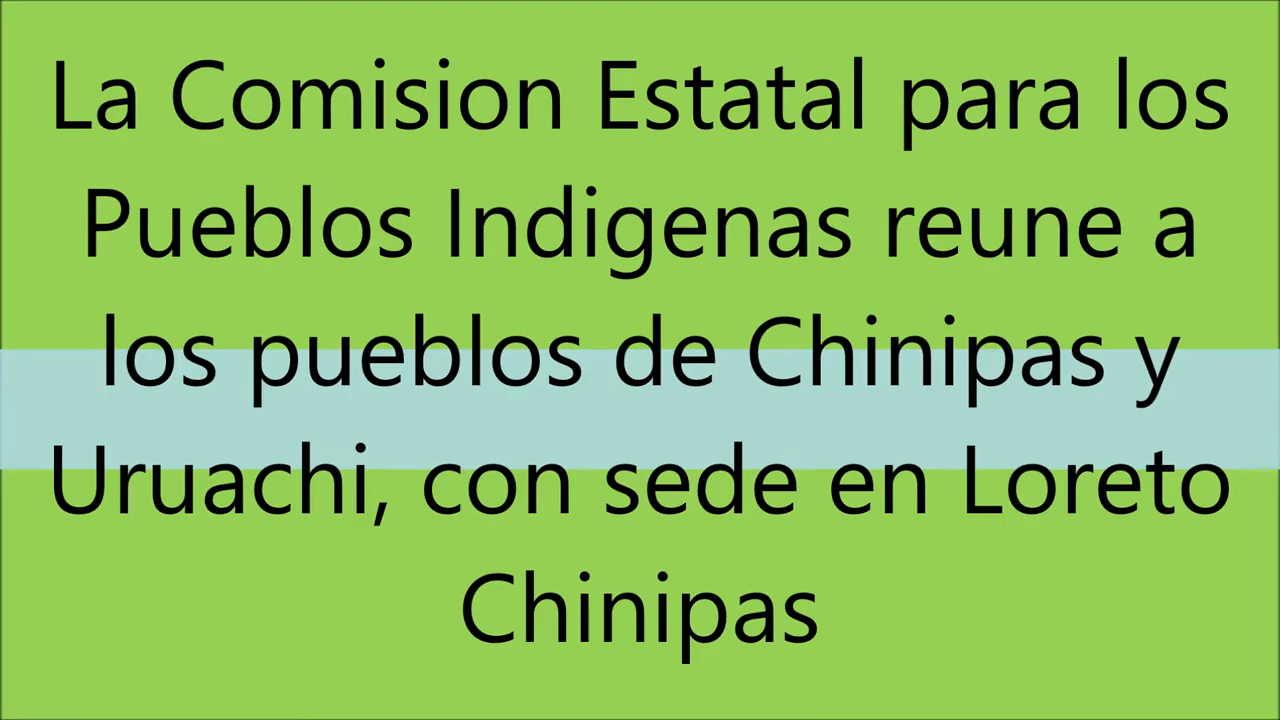 La Comision Estatal para los
Pueblos Indigenas reune a
los pueblos de Chinipas y
Uruachi, con sede en Loreto
Chinipas